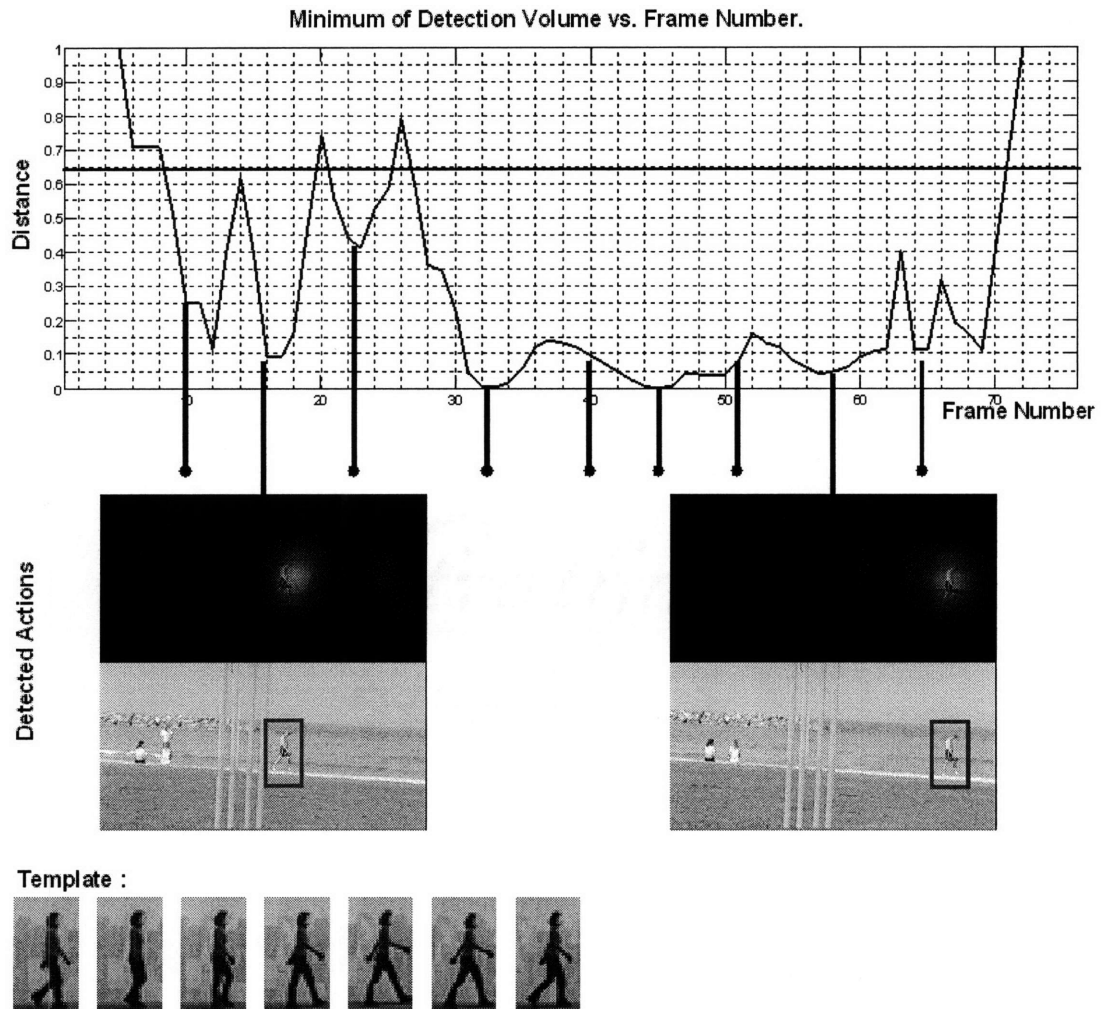 Minimum of Detection Volume vs. Frame Number.
1
0.9
0.8
0.7
0.6
0.5
0.4
0.3
0.2
0.1
0
Distance
10 20 30 40 50 60 70
Frame Number
Detected Actions
Template :